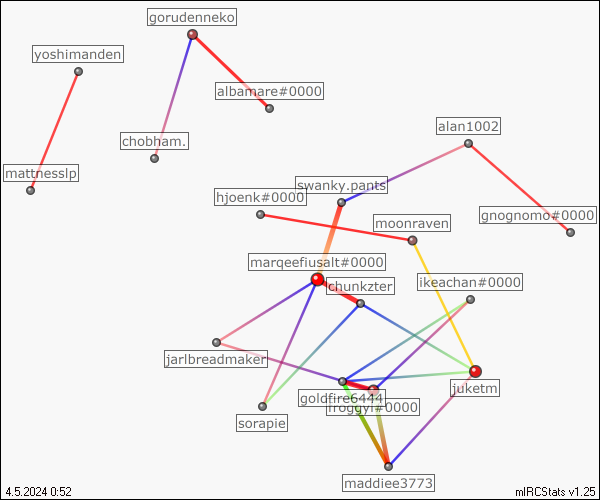 gorudenneko
yoshimanden
albamare#0000
alan1002
chobham.
mattnesslp
swanky.pants
hjoenk#0000
gnognomo#0000
moonraven
marqeefiusalt#0000
chunkzter
ikeachan#0000
jarlbreadmaker
juketm
goldfire6444
froggyf#0000
sorapie
maddiee3773
4.5.2024 0:52
mIRCStats v1.25